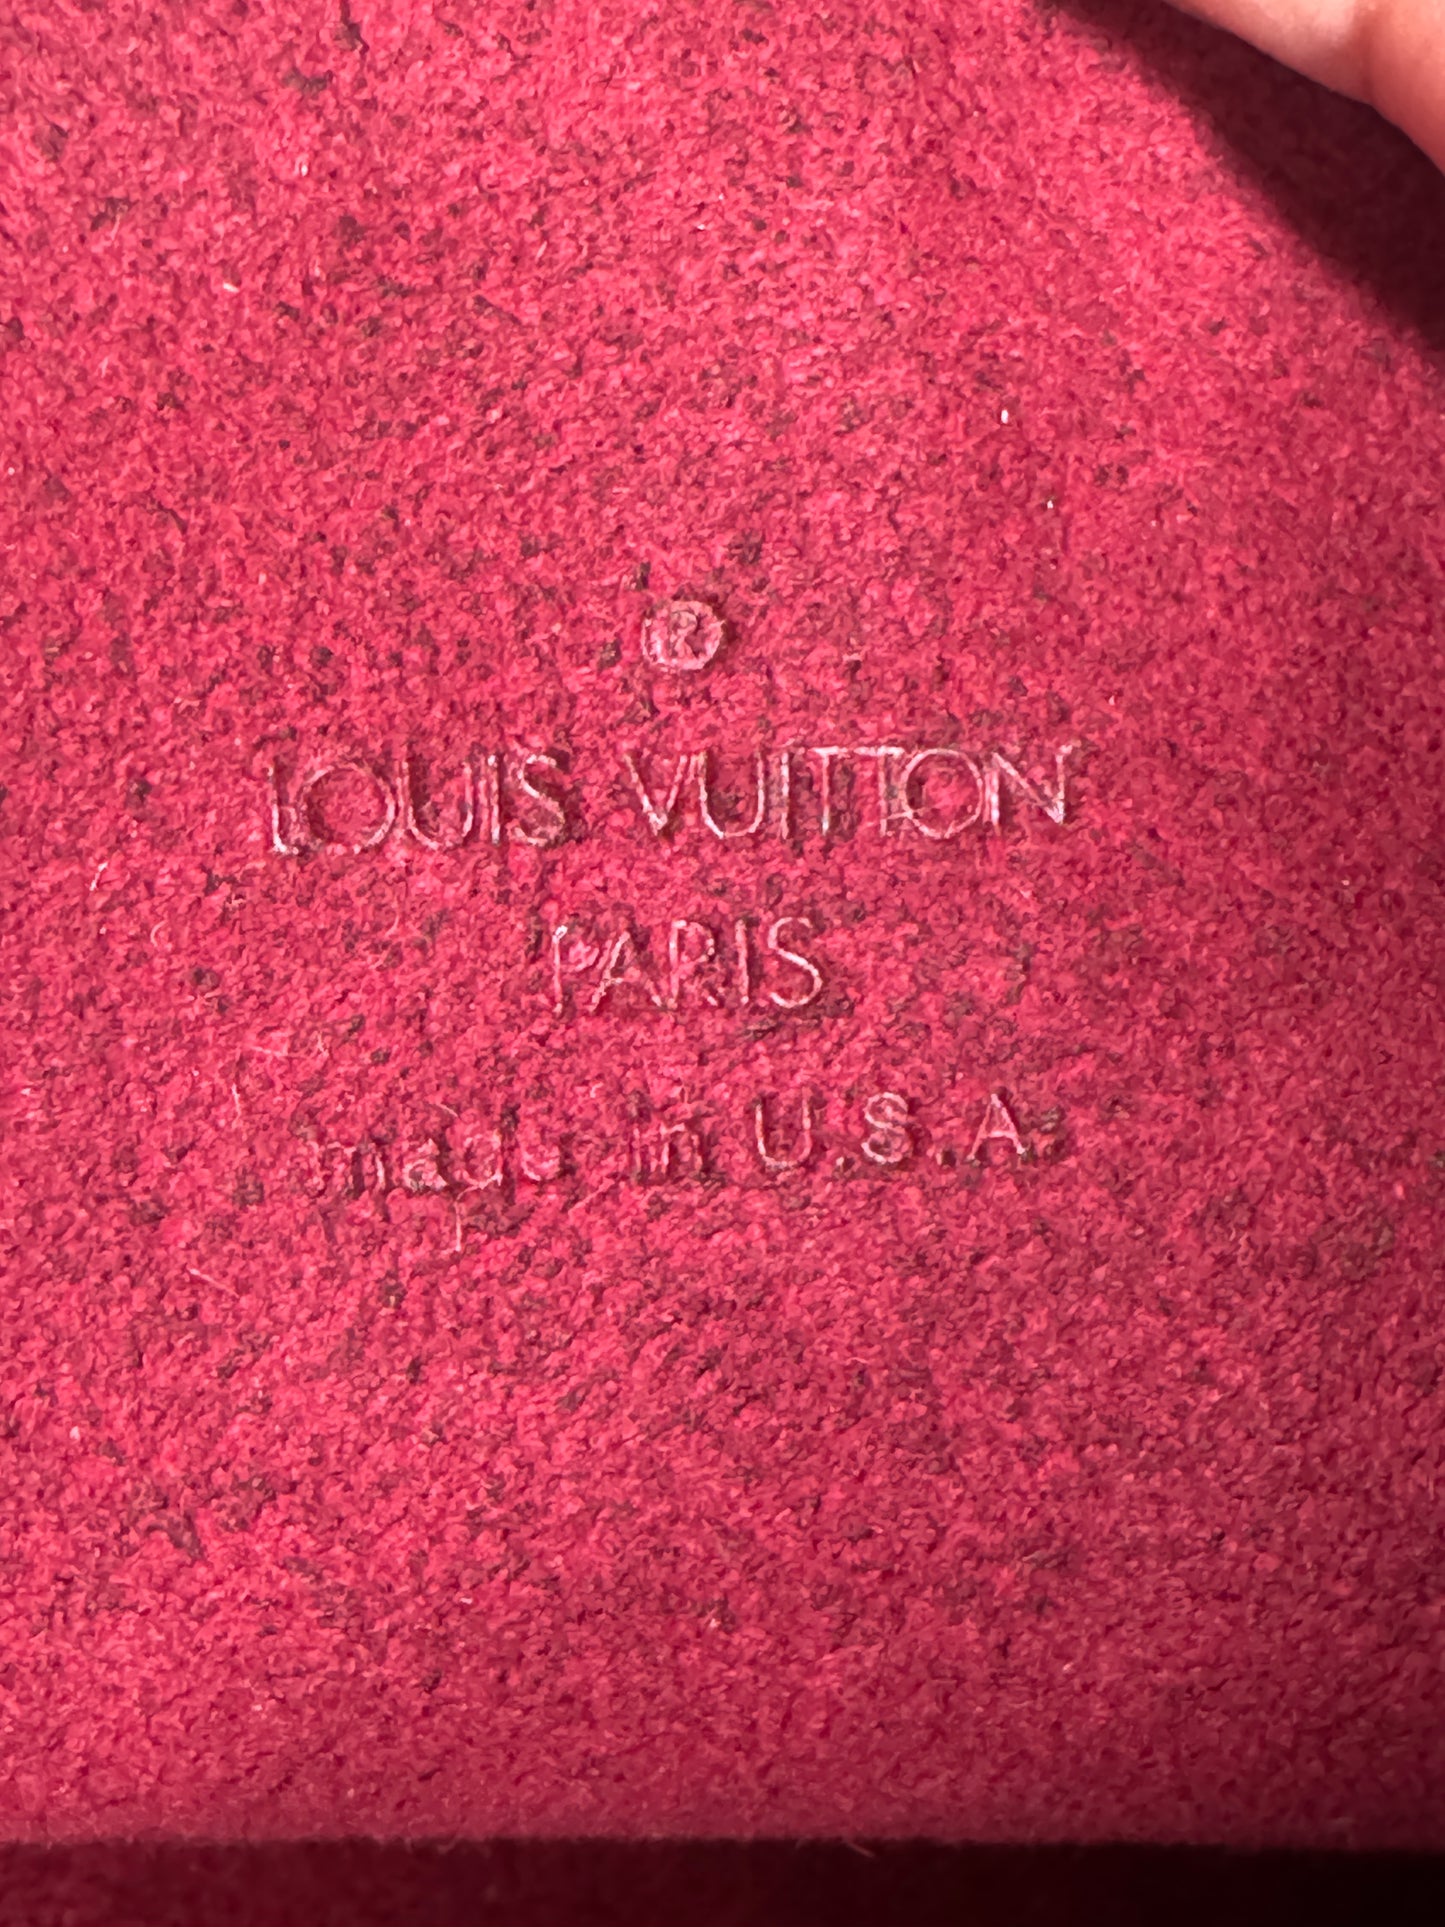 ®
LOUIS VUITTON
PARIS
made in U.S.A.